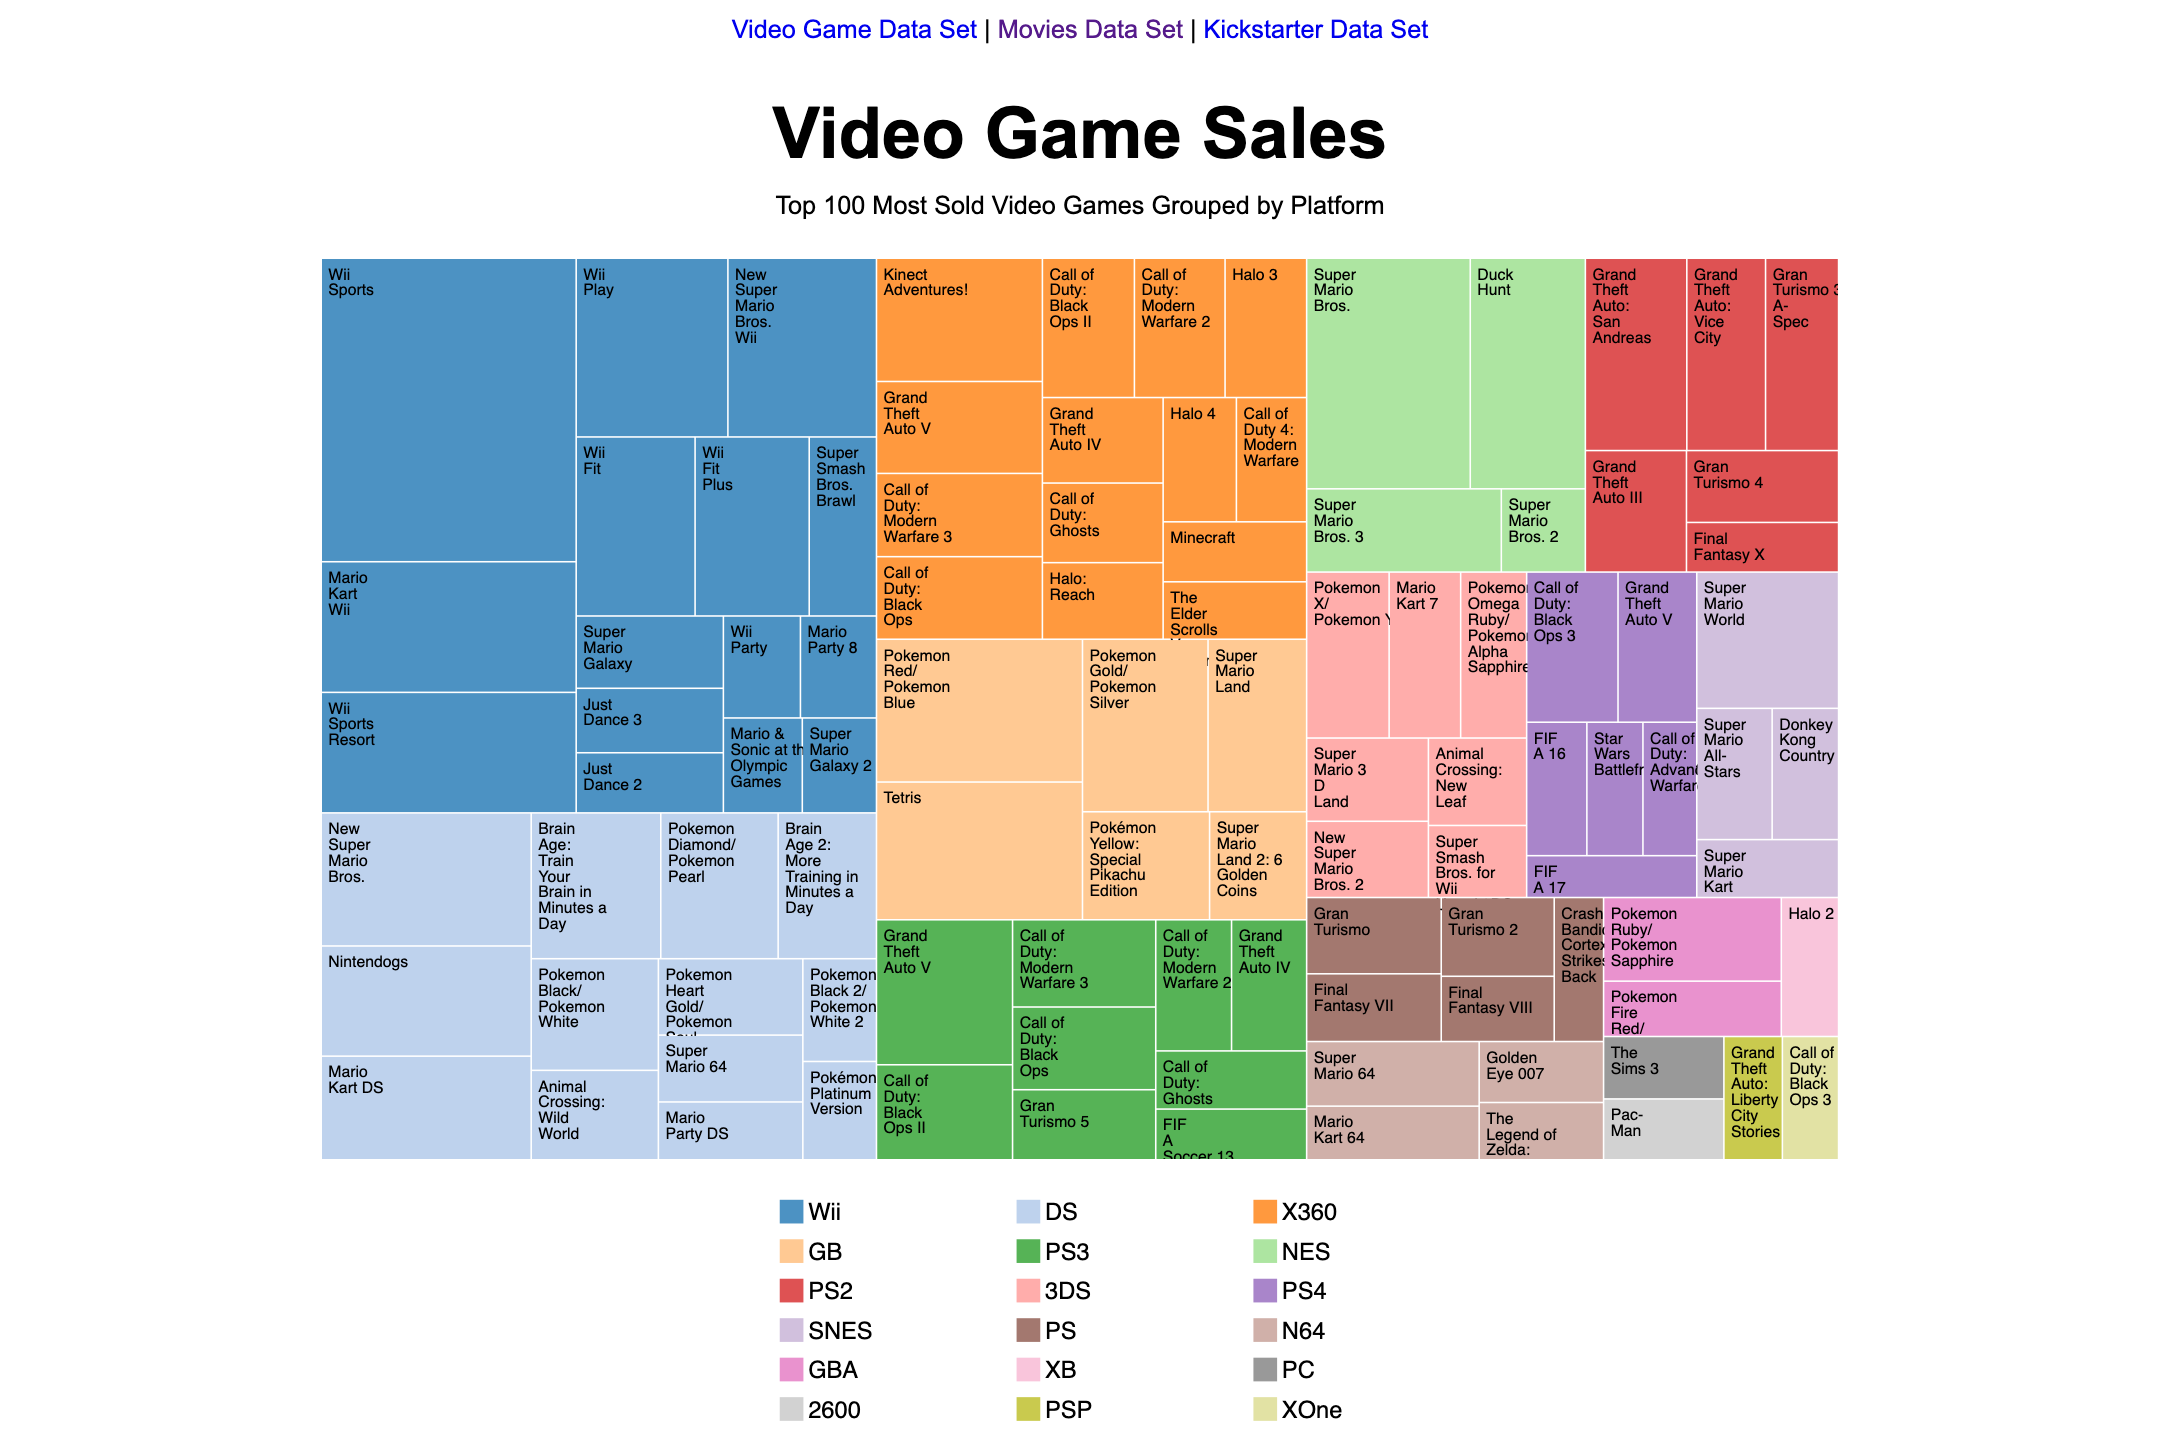 Video Game Data Set | Movies Data Set | Kickstarter Data Set
Video Game Sales
Top 100 Most Sold Video Games Grouped by Platform
Wii
Sports
Mario
Kart
Wii
Wii
Sports
Resort
Wii
Play
New
Super
Mario
Bros.
Wii
Wii
Fit
Wii
Fit
Plus
Super
Smash
Bros.
Brawl
Super
Mario
Galaxy
Just
Dance 3
Just
Dance 2
Wii
Party
Mario
Party 8
Mario &
Sonic at th
Olympic
Games
Super
Mario
Galaxy 2
New
Super
Mario
Bros.
Nintendogs
Mario
Kart DS
Brain
Age:
Train
Your
Brain in
Minutes a
Day
Pokemon
Diamond/
Pokemon
Pearl
Brain
Age 2:
More
Training in
Minutes a
Day
Pokemon
Black/
Pokemon
White
Animal
Crossing:
Wild
World
Pokemon
Heart
Gold/
Pokemon
Super
Mario 64
Mario
Party DS
Pokemon
Black 2/
Pokemon
White 2
Pokémon
Platinum
Version
Kinect
Adventures!
Grand
Theft
Auto V
Call of
Duty:
Modern
Warfare 3
Call of
Duty:
Black
Ops
Call of
Duty:
Black
Ops II
Call of
Duty:
Modern
Warfare 2
Halo 3
Grand
Theft
Auto IV
Call of
Duty:
Ghosts
Halo:
Reach
Halo 4
Call of
Duty 4:
Modern
Warfare
Minecraft
The
Elder
Scrolls
Pokemon
Red/
Pokemon
Blue
Tetris
Pokemon
Gold/
Pokemon
Silver
Super
Mario
Land
Pokémon
Yellow:
Special
Pikachu
Edition
Super
Mario
Land 2: 6
Golden
Coins
Grand
Theft
Auto V
Call of
Duty:
Black
Ops II
Call of
Duty:
Modern
Warfare 3
Call of
Duty:
Black
Ops
Gran
Turismo 5
Call of
Duty:
Modern
Warfare 2
Grand
Theft
Auto IV
Call of
Duty:
Ghosts
FIF
A
Soccer 13
Super
Mario
Bros.
Duck
Hunt
Super
Mario
Bros. 3
Super
Mario
Bros. 2
Grand
Theft
Auto:
San
Andreas
Grand
Theft
Auto:
Vice
City
Gran
Turismo 3
A-
Spec
Grand
Theft
Auto III
Gran
Turismo 4
Final
Fantasy X
Pokemon
X/
Pokemon Y
Mario
Kart 7
Pokemon
Omega
Ruby/
Pokemon
Alpha
Sapphire
Super
Mario 3
D
Land
Animal
Crossing:
New
Leaf
New
Super
Mario
Bros. 2
Super
Smash
Bros. for
Wii
Call of
Duty:
Black
Ops 3
Grand
Theft
Auto V
FIF
A 16
Star
Wars
Battlefr
Call of
Duty:
Advan
Warfar
FIF
A 17
Super
Mario
World
Super
Mario
All-
Stars
Donkey
Kong
Country
Super
Mario
Kart
Gran
Turismo
Final
Fantasy VII
Gran
Turismo 2
Final
Fantasy VIII
Crash
Bandic
Cortex
Strikes
Back
Super
Mario 64
Mario
Kart 64
Golden
Eye 007
The
Legend of
Zelda:
Pokemon
Ruby/
Pokemon
Sapphire
Pokemon
Fire
Red/
Halo 2
The
Sims 3
Pac-
Man
Grand
Theft
Auto:
Liberty
City
Stories
Call of
Duty:
Black
Ops 3
Wii
DS
X360
GB
PS3
NES
PS2
3DS
PS4
SNES
PS
N64
GBA
XB
PC
2600
PSP
XOne